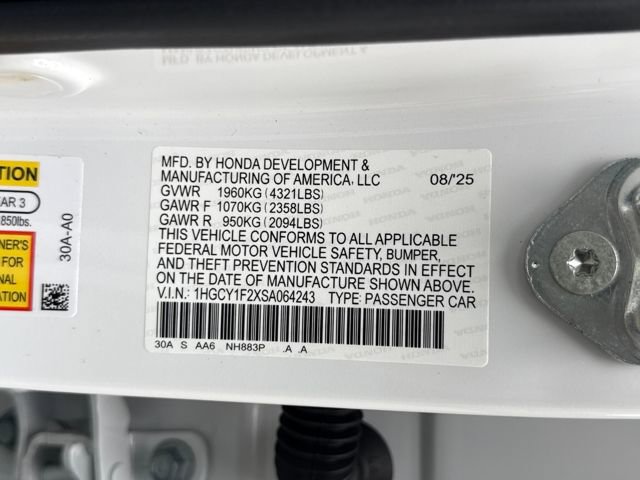 MFD. BY HONDA DEVELOPMENT &
MANUFACTURING OF AMERICA, LLC 08/'25
GVWR 1960KG (4321LBS)
GAWR F 1070KG (2358LBS)
GAWR R 950KG (2094LBS)
THIS VEHICLE CONFORMS TO ALL APPLICABLE
FEDERAL MOTOR VEHICLE SAFETY, BUMPER,
AND THEFT PREVENTION STANDARDS IN EFFECT
ON THE DATE OF MANUFACTURE SHOWN ABOVE.
V.I.N.: 1HGCY1F2XSA064243 TYPE: PASSENGER CAR
30A S AA6 NH883P .A .A
TION
AR 3
850lbs.
NER'S
FOR
NAL
ATION
30A-A0